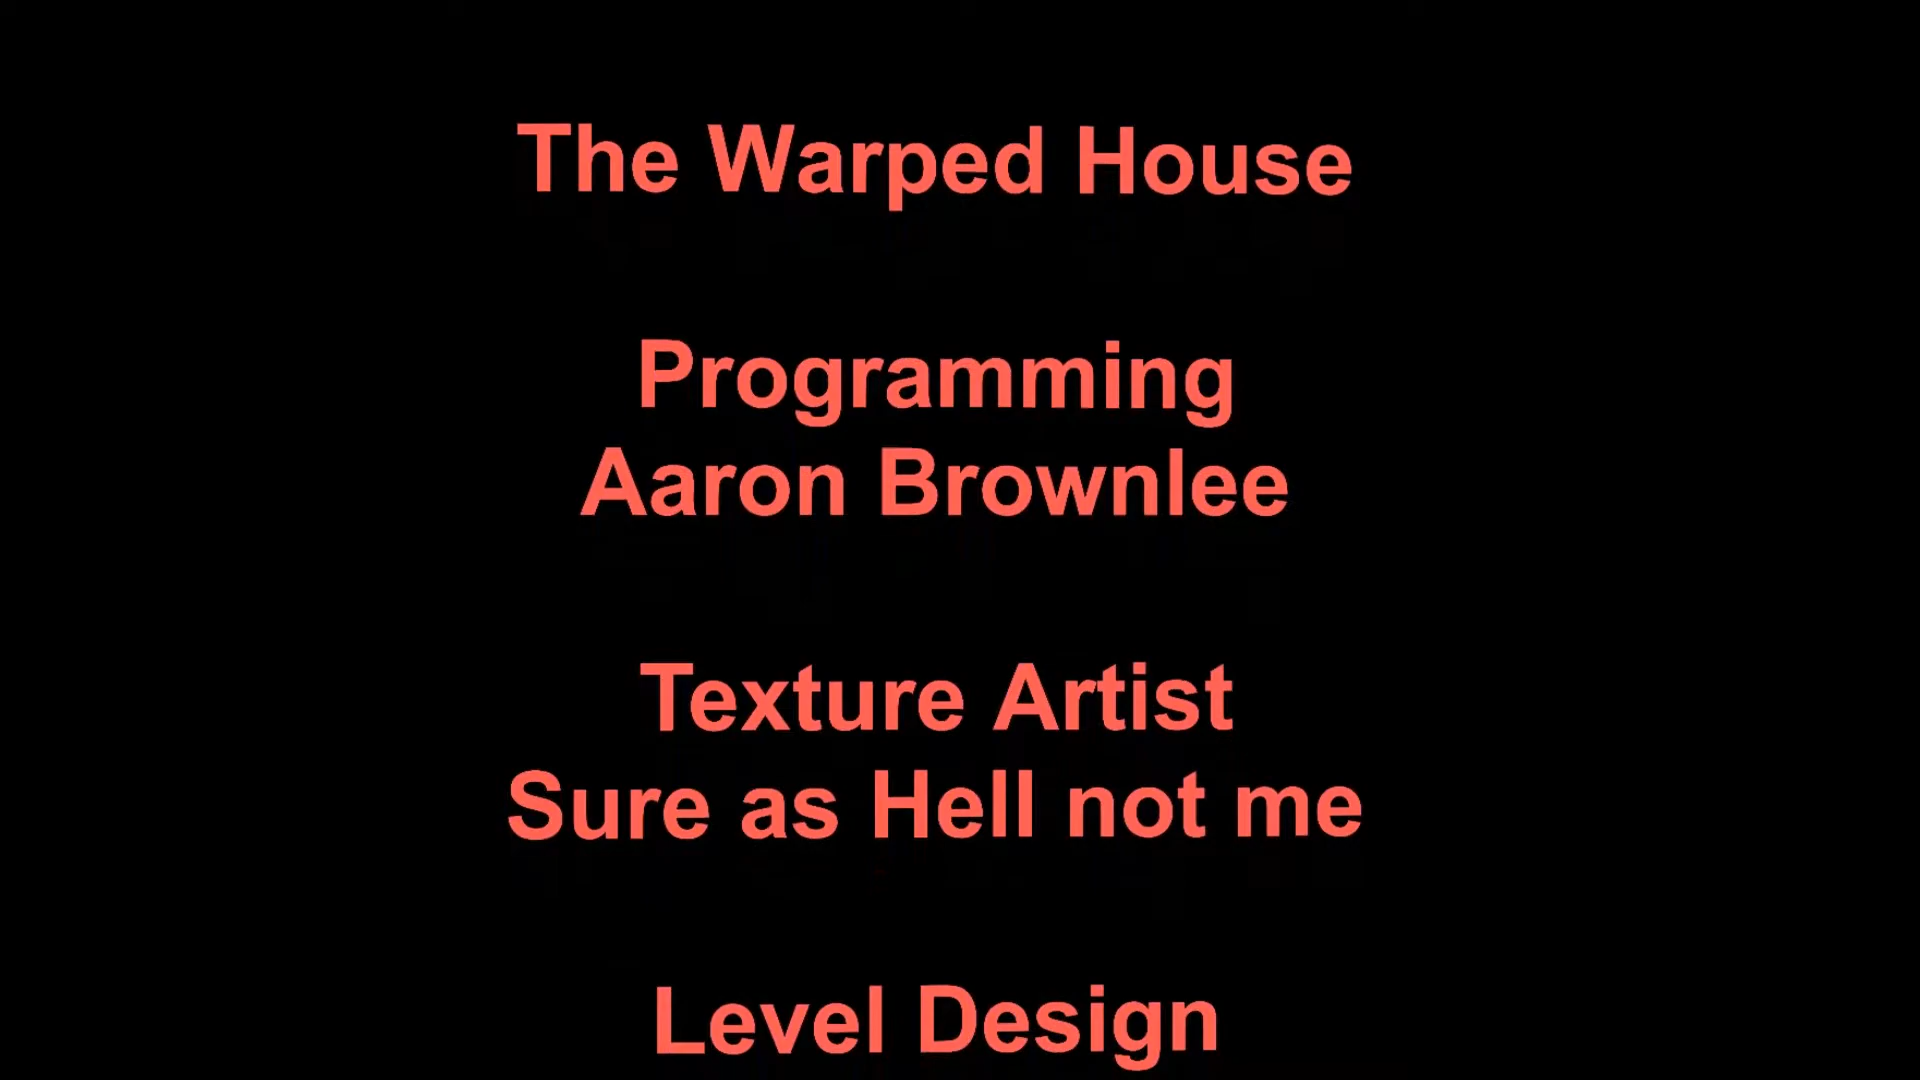 The Warped House
Programming
Aaron Brownlee
Texture Artist
Sure as Hell not me
Level Design